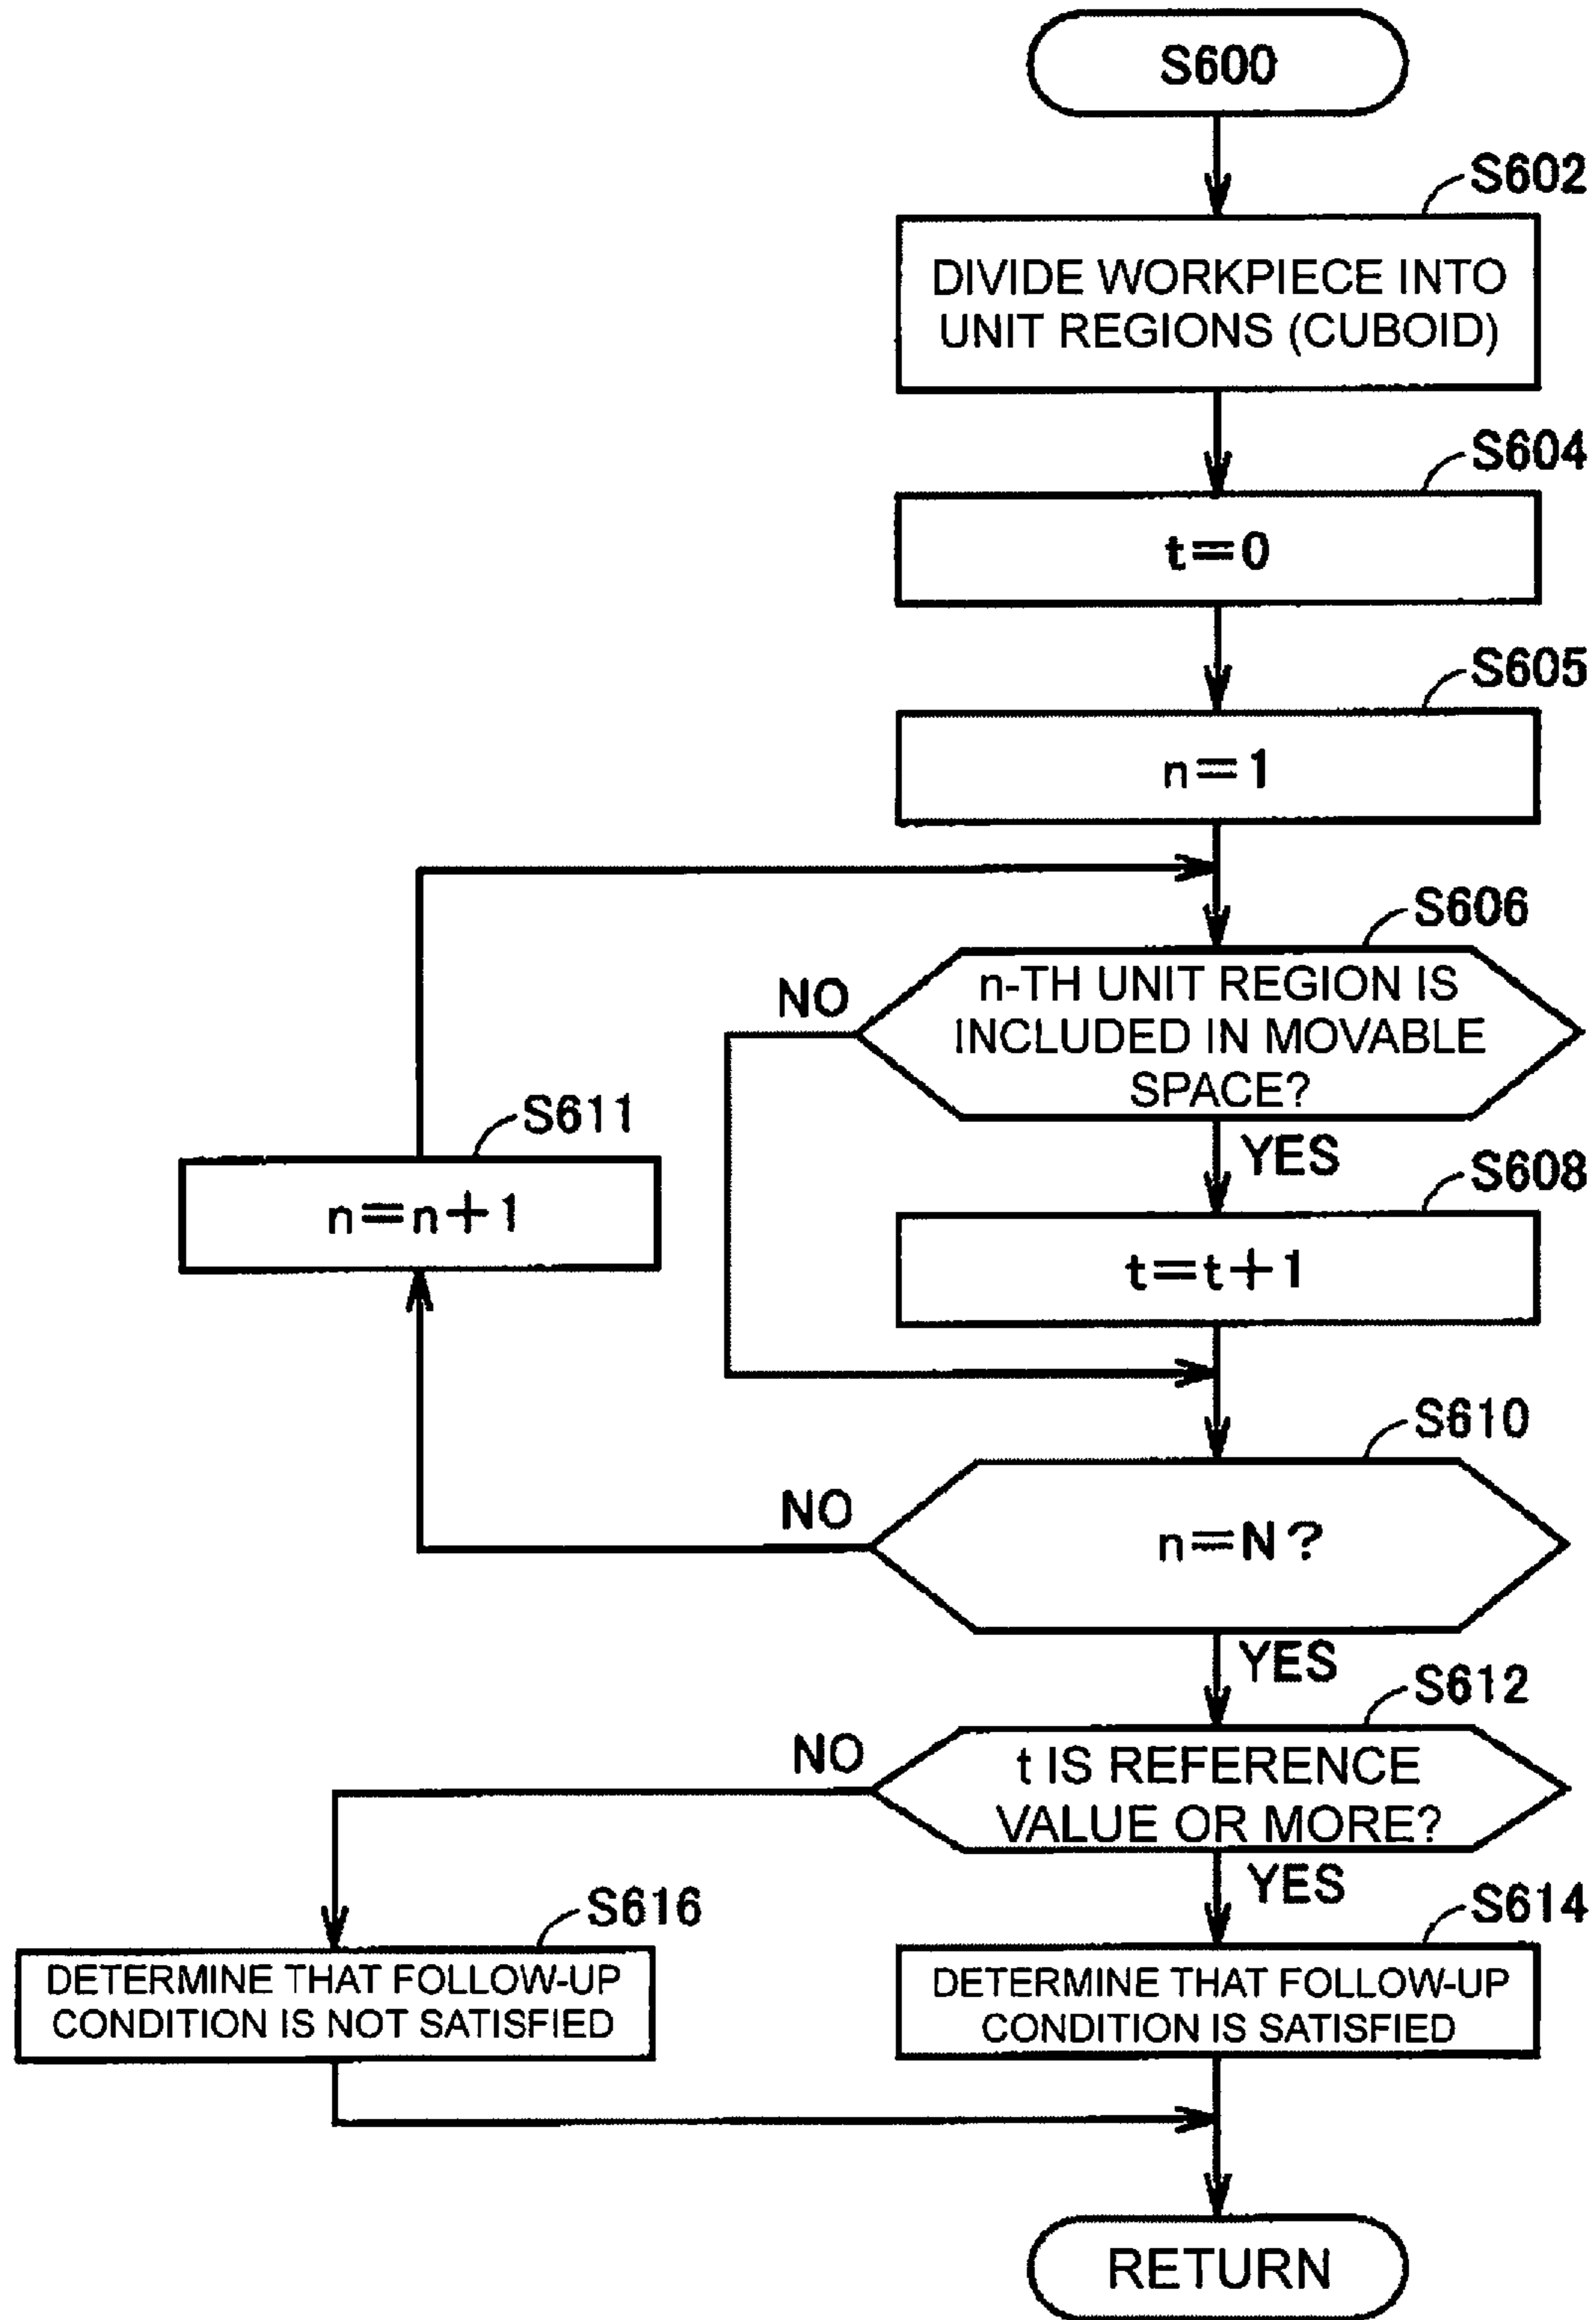 S600
S602
DIVIDE WORKPIECE INTO
UNIT REGIONS (CUBOID)
S604
t=0
S605
n=1
S606
n-TH UNIT REGION IS
INCLUDED IN MOVABLE
SPACE?
NO
YES
S611
n=n+1
S608
t=t+1
S610
n=N?
NO
YES
S612
t IS REFERENCE
VALUE OR MORE?
NO
YES
S616
DETERMINE THAT FOLLOW-UP
CONDITION IS NOT SATISFIED
S614
DETERMINE THAT FOLLOW-UP
CONDITION IS SATISFIED
RETURN